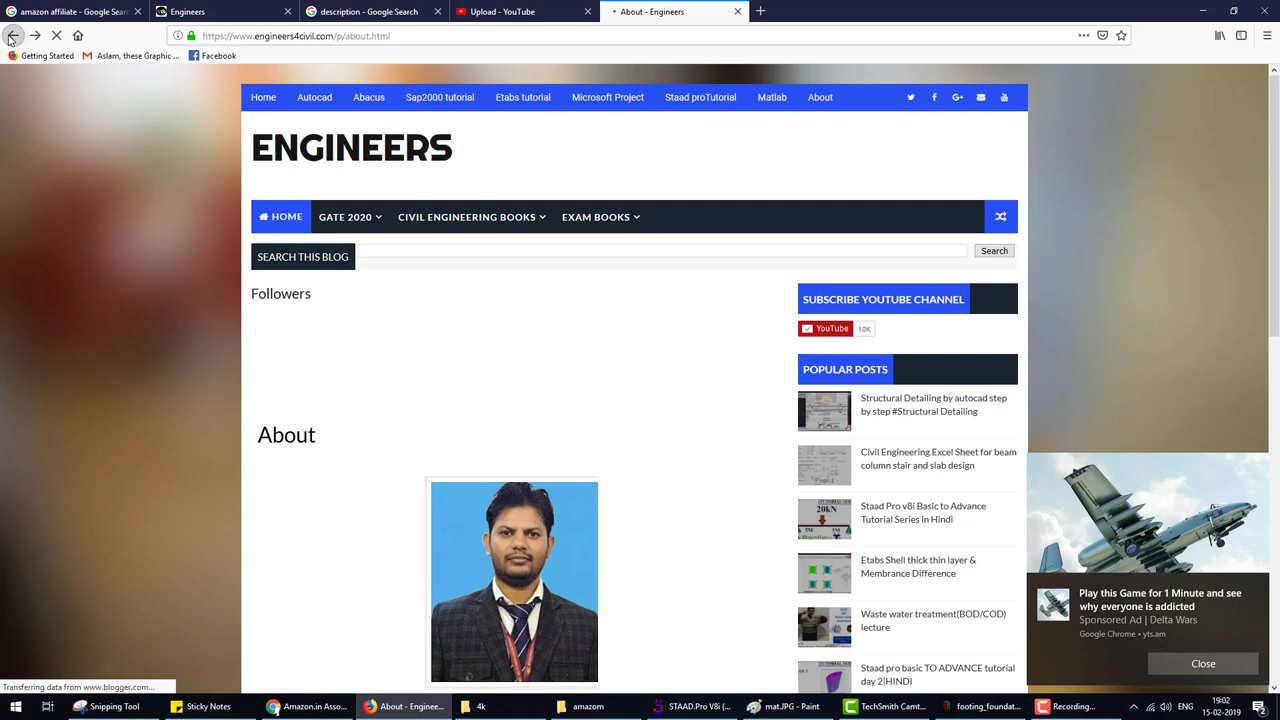 amazon affiliate - Google Search
Engineers
description - Google Search
Upload - YouTube
About - Engineers
https://www.engineers4civil.com/p/about.html
Getting Started
Aslam, these Graphic ...
Facebook
Home
Autocad
Abacus
Sap2000 tutorial
Etabs tutorial
Microsoft Project
Staad proTutorial
Matlab
About
ENGINEERS
HOME
GATE 2020
CIVIL ENGINEERING BOOKS
EXAM BOOKS
SEARCH THIS BLOG
Search
Followers
About
SUBSCRIBE YOUTUBE CHANNEL
YouTube
10K
POPULAR POSTS
Structural Detailing by autocad step
by step #Structural Detailing
Civil Engineering Excel Sheet for beam
column stair and slab design
Staad Pro v8i Basic to Advance
Tutorial Series in Hindi
20kN
Etabs Shell thick thin layer &
Membrance Difference
Waste water treatment(BOD/COD)
lecture
Staad pro basic TO ADVANCE tutorial
day 2|HINDI
Play this Game for 1 Minute and see
why everyone is addicted
Sponsored Ad | Delta Wars
Google Chrome • yts.am
Close
Transferring data from www.blogger.com...
Snipping Tool
Sticky Notes
Amazon.in Asso...
About - Enginee...
4k
amazom
STAAD.Pro V8i (...
mat.JPG - Paint
TechSmith Camt...
footing_foundat...
Recording...
19:02
15-02-2019